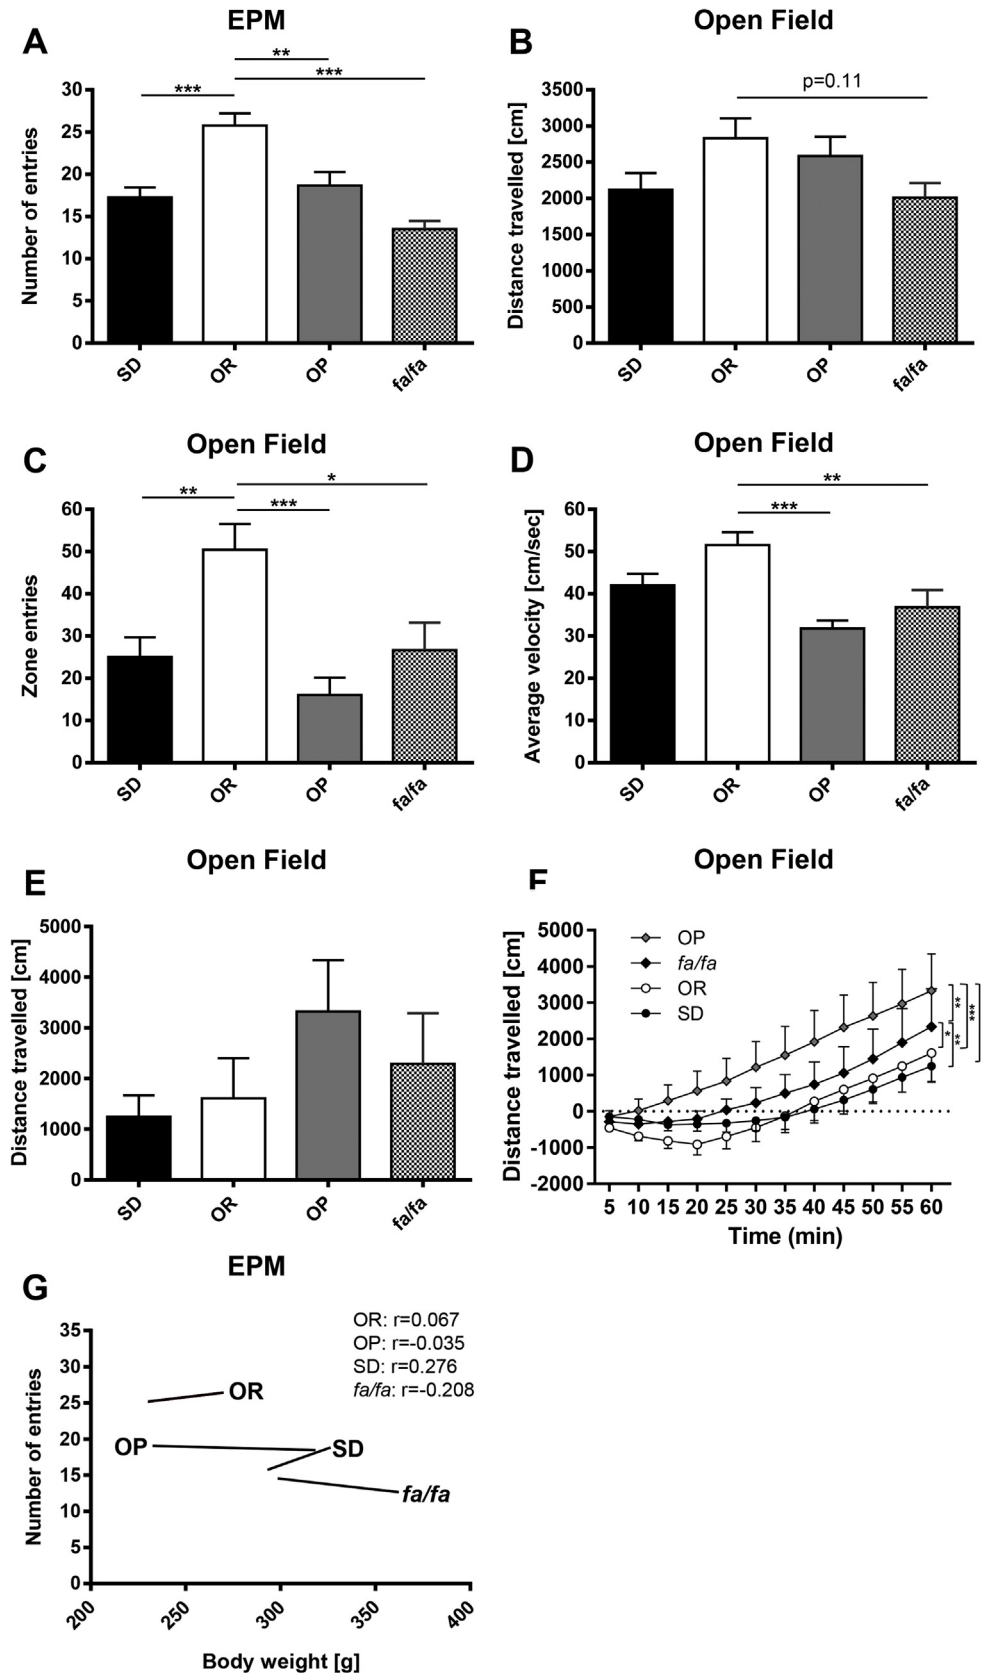 A
EPM
**
***
***
Number of entries
30
25
20
15
10
5
0
SD
OR
OP
fa/fa
B
Open Field
p=0.11
Distance travelled [cm]
3500
3000
2500
2000
1500
1000
500
0
SD
OR
OP
fa/fa
C
Open Field
*
**
***
Zone entries
60
50
40
30
20
10
0
SD
OR
OP
fa/fa
D
Open Field
**
***
Average velocity [cm/sec]
60
50
40
30
20
10
0
SD
OR
OP
fa/fa
E
Open Field
Distance travelled [cm]
5000
4000
3000
2000
1000
0
SD
OR
OP
fa/fa
F
Open Field
Distance travelled [cm]
5000
4000
3000
2000
1000
0
-1000
-2000
OP
fa/fa
OR
SD
**
***
*
**
5 10 15 20 25 30 35 40 45 50 55 60
Time (min)
G
EPM
OR: r=0.067
OP: r=-0.035
SD: r=0.276
fa/fa: r=-0.208
Number of entries
35
30
25
20
15
10
5
0
OR
OP
SD
fa/fa
200 250 300 350 400
Body weight [g]